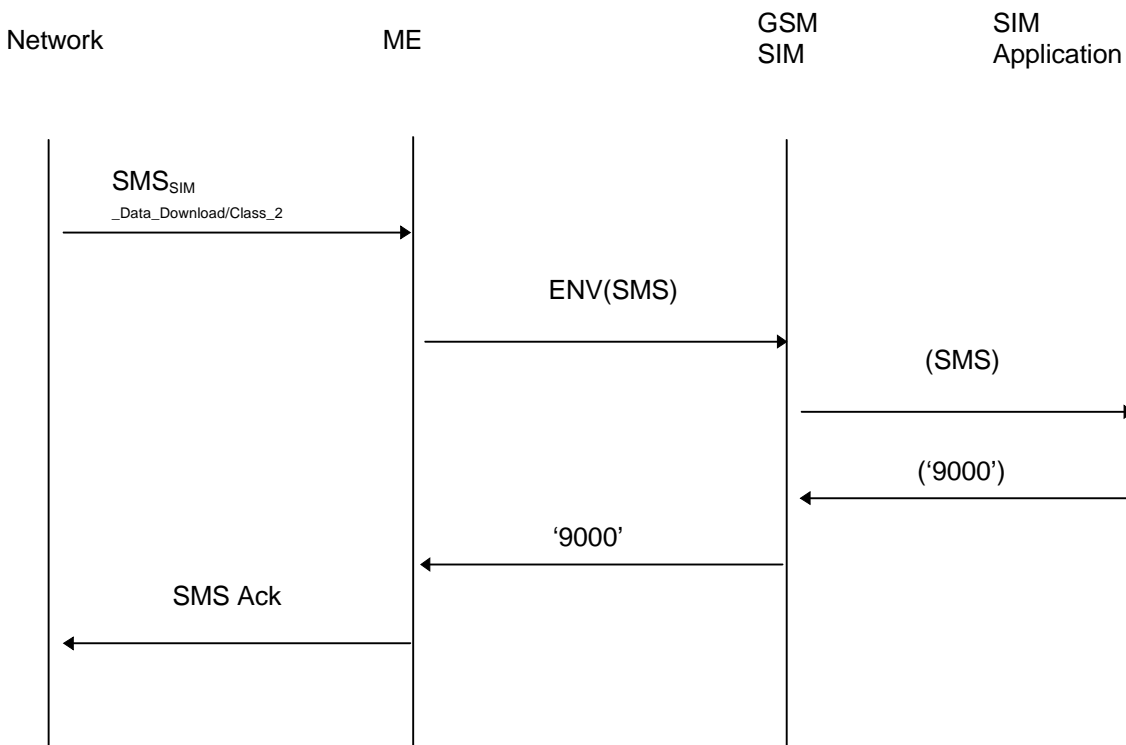 Network
ME
GSM
SIM
SIM
Application
SMSSIM
_Data_Download/Class_2
ENV(SMS)
(SMS)
(‘9000’)
‘9000’
SMS Ack